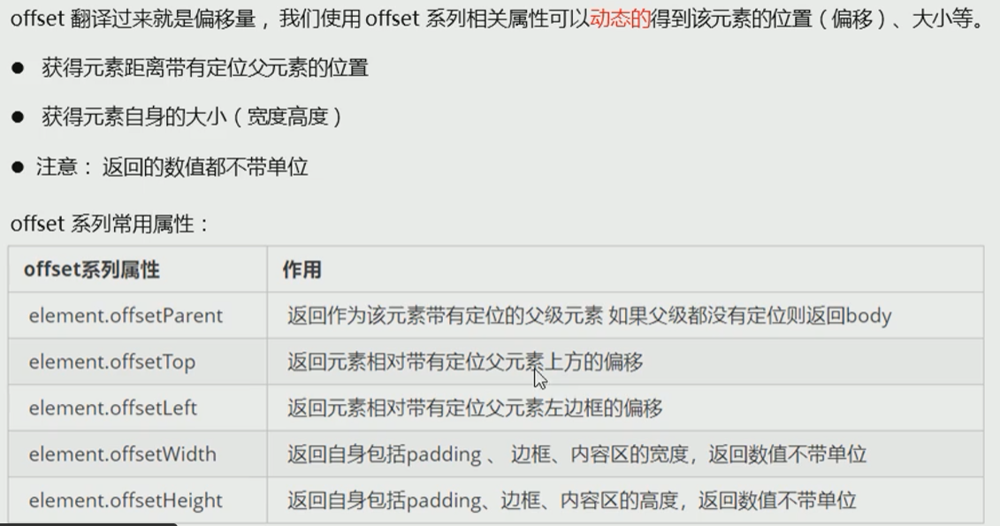 offset 翻译过来就是偏移量，我们使用 offset 系列相关属性可以动态的得到该元素的位置（偏移）、大小等。
● 获得元素距离带有定位父元素的位置
● 获得元素自身的大小（宽度高度）
● 注意：返回的数值都不带单位
offset 系列常用属性：
offset系列属性 作用
element.offsetParent 返回作为该元素带有定位的父级元素 如果父级都没有定位则返回body
element.offsetTop 返回元素相对带有定位父元素上方的偏移
element.offsetLeft 返回元素相对带有定位父元素左边框的偏移
element.offsetWidth 返回自身包括padding 、 边框、内容区的宽度，返回数值不带单位
element.offsetHeight 返回自身包括padding、边框、内容区的高度，返回数值不带单位